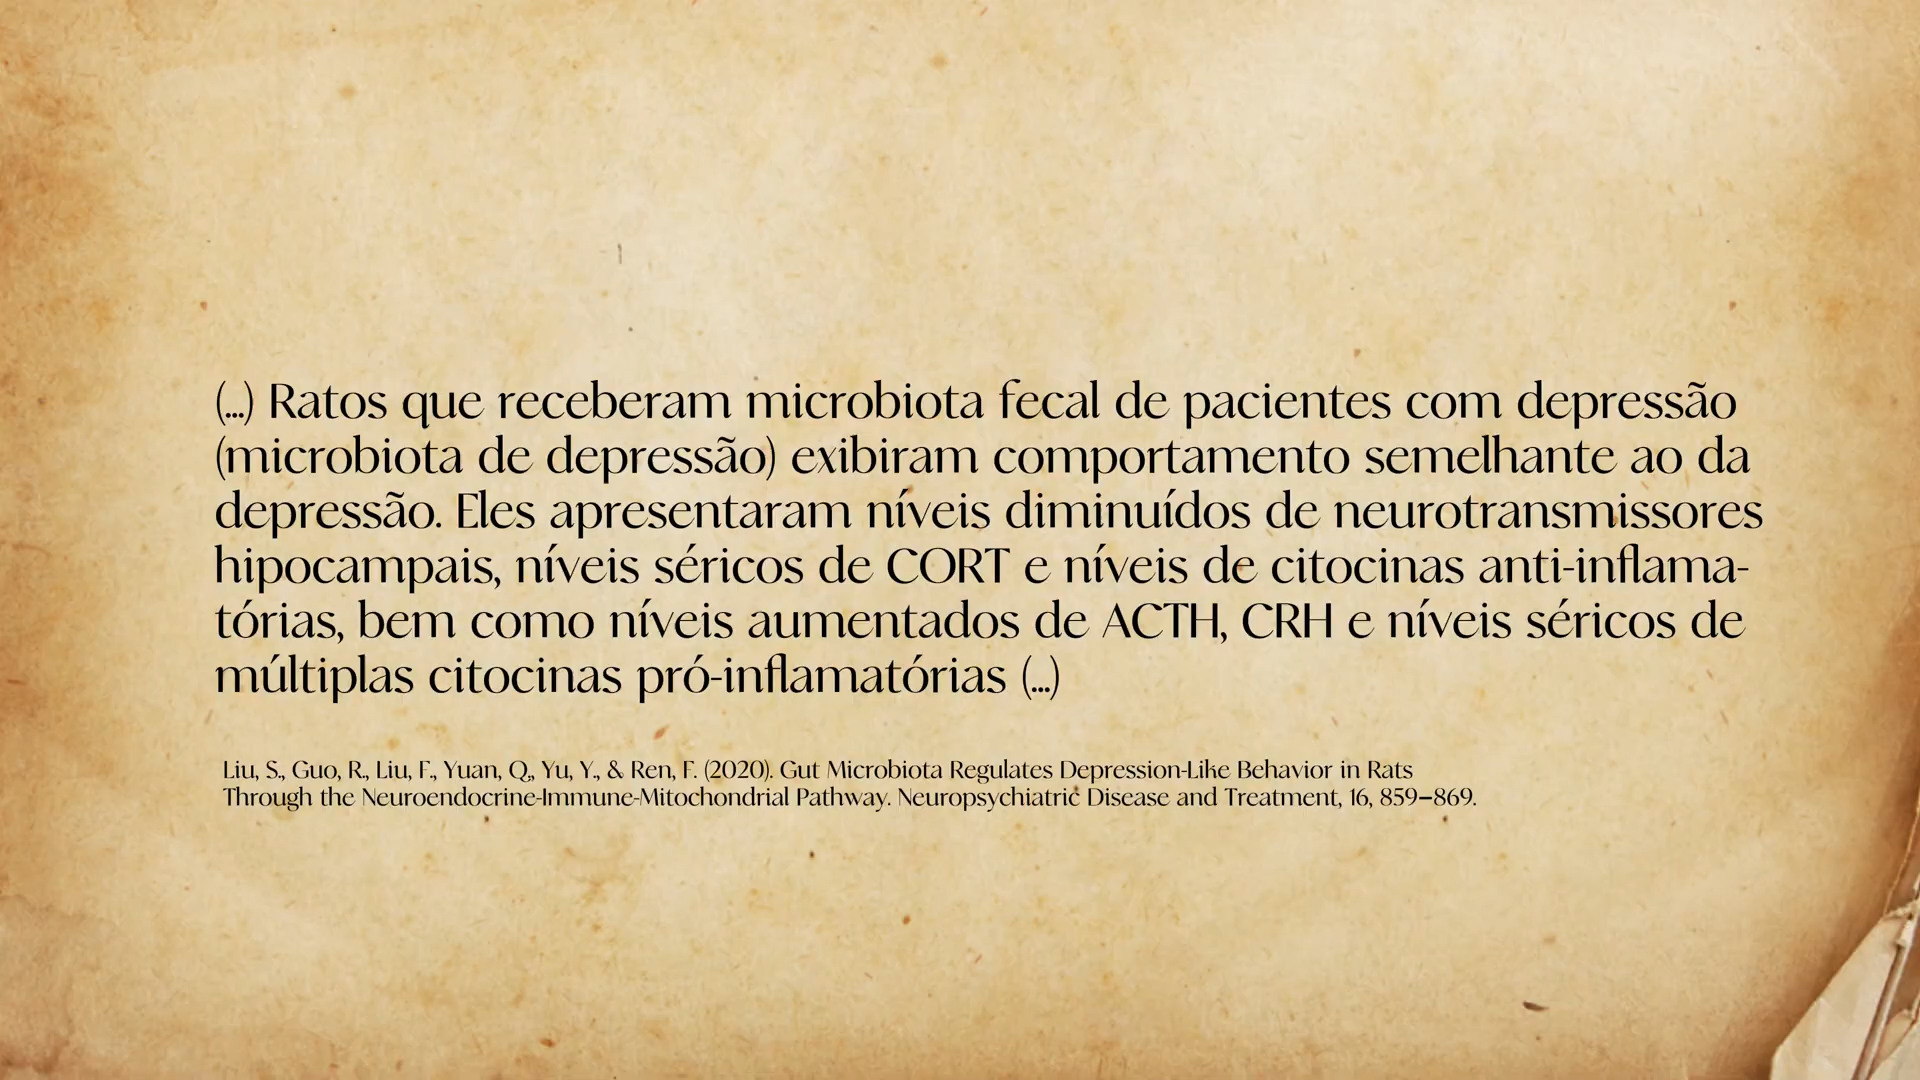 (...) Ratos que receberam microbiota fecal de pacientes com depressão
(microbiota de depressão) exibiram comportamento semelhante ao da
depressão. Eles apresentaram níveis diminuídos de neurotransmissores
hipocampais, níveis séricos de CORT e níveis de citocinas anti-inflama-
tórias, bem como níveis aumentados de ACTH, CRH e níveis séricos de
múltiplas citocinas pró-inflamatórias (...)
Liu, S., Guo, R., Liu, F., Yuan, Q., Yu, Y., & Ren, F. (2020). Gut Microbiota Regulates Depression-Like Behavior in Rats
Through the Neuroendocrine-Immune-Mitochondrial Pathway. Neuropsychiatric Disease and Treatment, 16, 859–869.